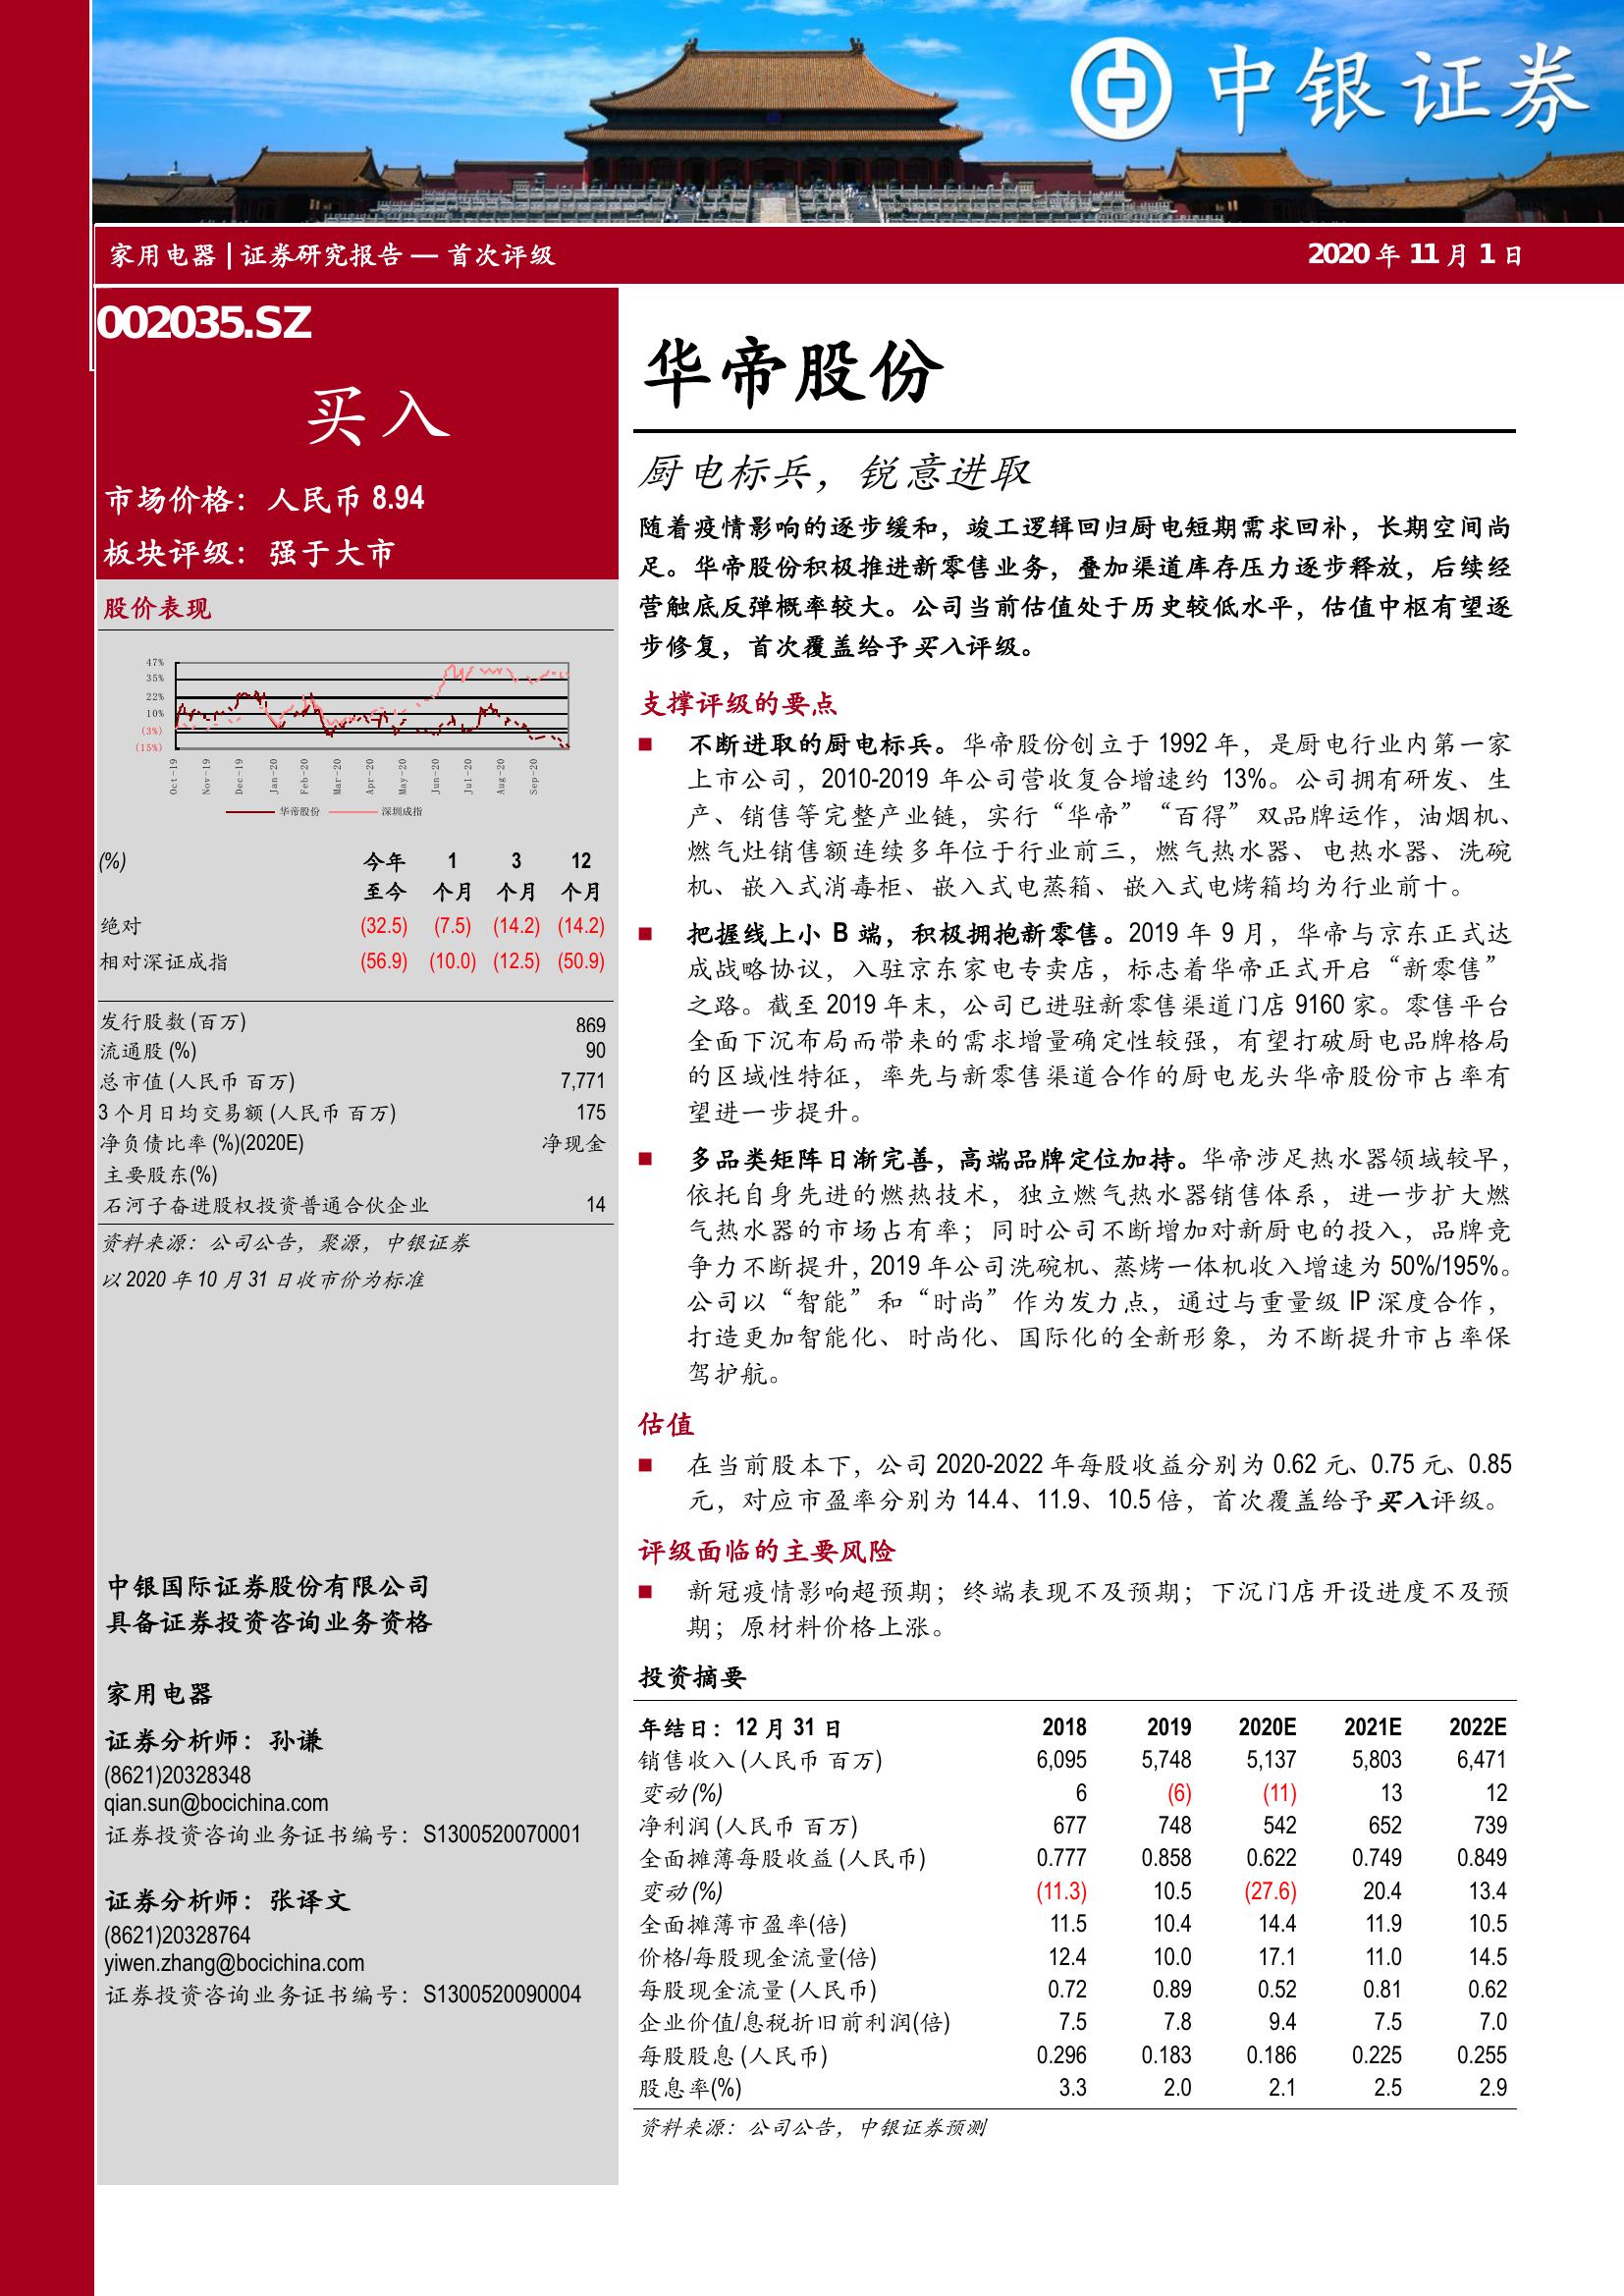 中银证券
家用电器 | 证券研究报告 — 首次评级
2020 年 11 月 1 日
002035.SZ
买入
市场价格：人民币 8.94
板块评级：强于大市
股价表现
47%
35%
22%
10%
(3%)
(15%)
Oct-19 Nov-19 Dec-19 Jan-20 Feb-20 Mar-20 Apr-20 May-20 Jun-20 Jul-20 Aug-20 Sep-20
华帝股份 深圳成指
(%) 今年 1 3 12
至今 个月 个月 个月
绝对 (32.5) (7.5) (14.2) (14.2)
相对深证成指 (56.9) (10.0) (12.5) (50.9)
发行股数 (百万) 869
流通股 (%) 90
总市值 (人民币 百万) 7,771
3 个月日均交易额 (人民币 百万) 175
净负债比率 (%)(2020E) 净现金
主要股东(%)
石河子奋进股权投资普通合伙企业 14
资料来源：公司公告，聚源，中银证券
以 2020 年 10 月 31 日收市价为标准
中银国际证券股份有限公司
具备证券投资咨询业务资格
家用电器
证券分析师：孙谦
(8621)20328348
qian.sun@bocichina.com
证券投资咨询业务证书编号：S1300520070001
证券分析师：张译文
(8621)20328764
yiwen.zhang@bocichina.com
证券投资咨询业务证书编号：S1300520090004
华帝股份
厨电标兵，锐意进取
随着疫情影响的逐步缓和，竣工逻辑回归厨电短期需求回补，长期空间尚
足。华帝股份积极推进新零售业务，叠加渠道库存压力逐步释放，后续经
营触底反弹概率较大。公司当前估值处于历史较低水平，估值中枢有望逐
步修复，首次覆盖给予买入评级。
支撑评级的要点
■ 不断进取的厨电标兵。华帝股份创立于 1992 年，是厨电行业内第一家
上市公司，2010-2019 年公司营收复合增速约 13%。公司拥有研发、生
产、销售等完整产业链，实行“华帝”“百得”双品牌运作，油烟机、
燃气灶销售额连续多年位于行业前三，燃气热水器、电热水器、洗碗
机、嵌入式消毒柜、嵌入式电蒸箱、嵌入式电烤箱均为行业前十。
■ 把握线上小 B 端，积极拥抱新零售。2019 年 9 月，华帝与京东正式达
成战略协议，入驻京东家电专卖店，标志着华帝正式开启“新零售”
之路。截至 2019 年末，公司已进驻新零售渠道门店 9160 家。零售平台
全面下沉布局而带来的需求增量确定性较强，有望打破厨电品牌格局
的区域性特征，率先与新零售渠道合作的厨电龙头华帝股份市占率有
望进一步提升。
■ 多品类矩阵日渐完善，高端品牌定位加持。华帝涉足热水器领域较早，
依托自身先进的燃热技术，独立燃气热水器销售体系，进一步扩大燃
气热水器的市场占有率；同时公司不断增加对新厨电的投入，品牌竞
争力不断提升，2019 年公司洗碗机、蒸烤一体机收入增速为 50%/195%。
公司以“智能”和“时尚”作为发力点，通过与重量级 IP 深度合作，
打造更加智能化、时尚化、国际化的全新形象，为不断提升市占率保
驾护航。
估值
■ 在当前股本下，公司 2020-2022 年每股收益分别为 0.62 元、0.75 元、0.85
元，对应市盈率分别为 14.4、11.9、10.5 倍，首次覆盖给予买入评级。
评级面临的主要风险
■ 新冠疫情影响超预期；终端表现不及预期；下沉门店开设进度不及预
期；原材料价格上涨。
投资摘要
年结日：12 月 31 日 2018 2019 2020E 2021E 2022E
销售收入 (人民币 百万) 6,095 5,748 5,137 5,803 6,471
变动 (%) 6 (6) (11) 13 12
净利润 (人民币 百万) 677 748 542 652 739
全面摊薄每股收益 (人民币) 0.777 0.858 0.622 0.749 0.849
变动 (%) (11.3) 10.5 (27.6) 20.4 13.4
全面摊薄市盈率(倍) 11.5 10.4 14.4 11.9 10.5
价格/每股现金流量(倍) 12.4 10.0 17.1 11.0 14.5
每股现金流量 (人民币) 0.72 0.89 0.52 0.81 0.62
企业价值/息税折旧前利润(倍) 7.5 7.8 9.4 7.5 7.0
每股股息 (人民币) 0.296 0.183 0.186 0.225 0.255
股息率(%) 3.3 2.0 2.1 2.5 2.9
资料来源：公司公告，中银证券预测